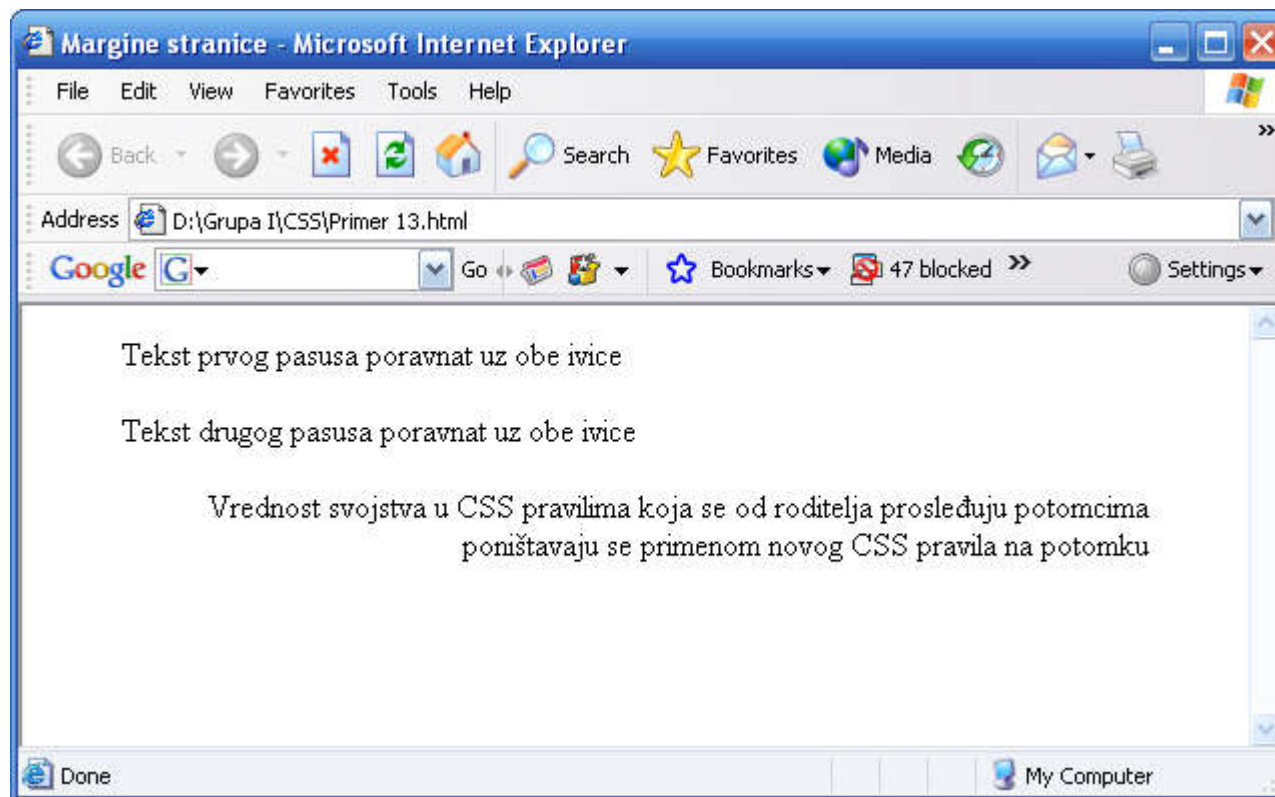 Margine stranice - Microsoft Internet Explorer
File Edit View Favorites Tools Help
Back Search Favorites Media
Address D:\Grupa I\CSS\Primer 13.html
Google G Go Bookmarks 47 blocked Settings
Tekst prvog pasusa poravnat uz obe ivice
Tekst drugog pasusa poravnat uz obe ivice
Vrednost svojstva u CSS pravilima koja se od roditelja prosleđuju potomcima
poništavaju se primenom novog CSS pravila na potomku
Done My Computer